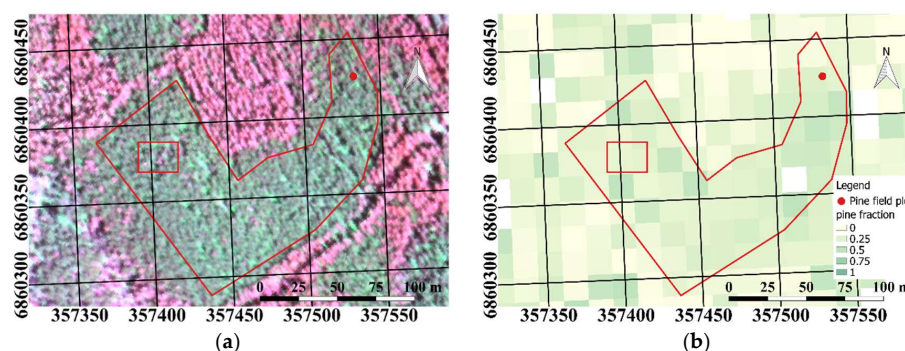 6860450
6860400
6860350
6860300
N
0 25 50 75 100 m
357350 357400 357450 357500 357550
(a)
6860450
6860400
6860350
6860300
N
Legend
Pine field plo
pine fraction
0
0.25
0.5
0.75
1
0 25 50 75 100 m
357350 357400 357450 357500 357550
(b)